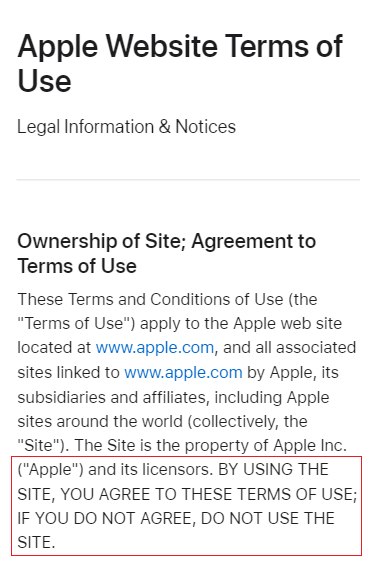 Apple Website Terms of
Use
Legal Information & Notices
Ownership of Site; Agreement to
Terms of Use
These Terms and Conditions of Use (the
"Terms of Use") apply to the Apple web site
located at www.apple.com, and all associated
sites linked to www.apple.com by Apple, its
subsidiaries and affiliates, including Apple
sites around the world (collectively, the
"Site"). The Site is the property of Apple Inc.
("Apple") and its licensors. BY USING THE
SITE, YOU AGREE TO THESE TERMS OF USE;
IF YOU DO NOT AGREE, DO NOT USE THE
SITE.